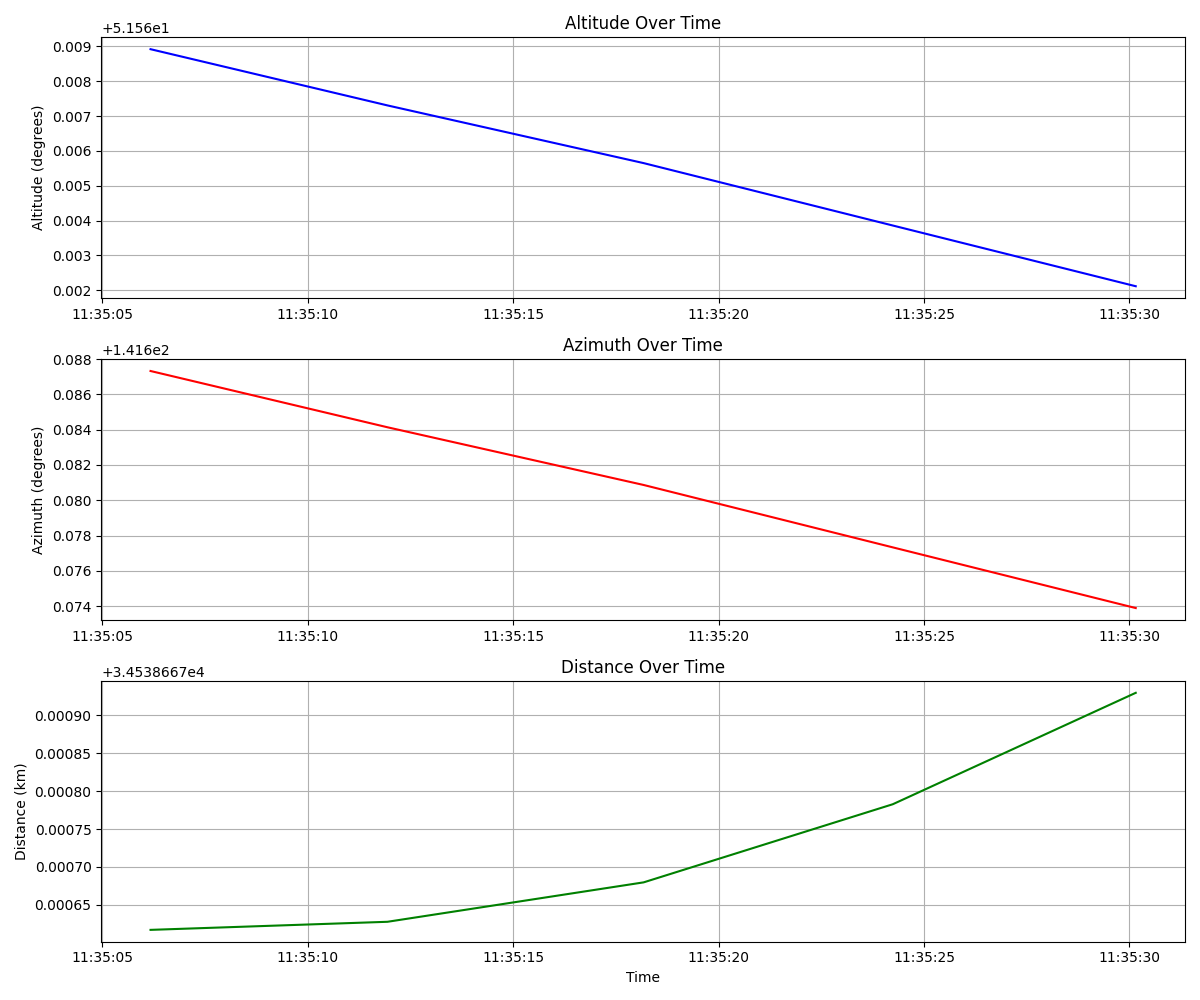 Altitude Over Time
+5.156e1
0.009
0.008
0.007
0.006
0.005
0.004
0.003
0.002
Altitude (degrees)
11:35:05 11:35:10 11:35:15 11:35:20 11:35:25 11:35:30
Azimuth Over Time
+1.416e2
0.088
0.086
0.084
0.082
0.080
0.078
0.076
0.074
Azimuth (degrees)
11:35:05 11:35:10 11:35:15 11:35:20 11:35:25 11:35:30
Distance Over Time
+3.4538667e4
0.00090
0.00085
0.00080
0.00075
0.00070
0.00065
Distance (km)
11:35:05 11:35:10 11:35:15 11:35:20 11:35:25 11:35:30
Time